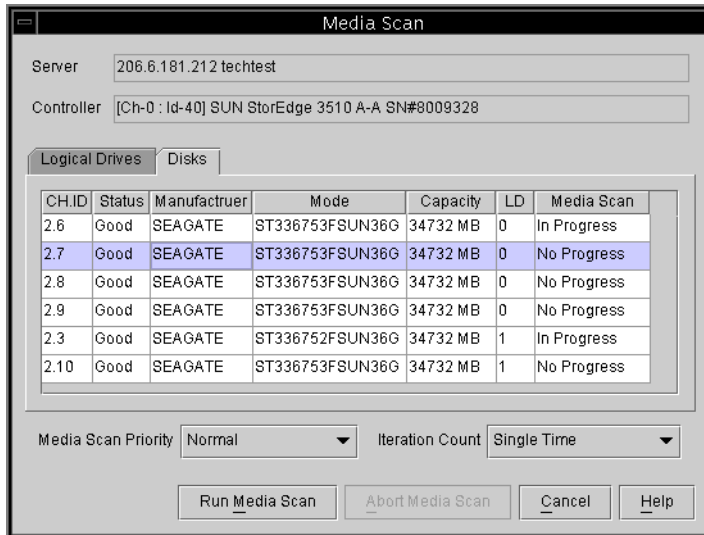 Media Scan
Server 206.6.181.212 techtest
Controller [Ch-0 : Id-40] SUN StorEdge 3510 A-A SN#8009328
Logical Drives Disks
CH.ID Status Manufactruer Mode Capacity LD Media Scan
2.6 Good SEAGATE ST336753FSUN36G 34732 MB 0 In Progress
2.7 Good SEAGATE ST336753FSUN36G 34732 MB 0 No Progress
2.8 Good SEAGATE ST336753FSUN36G 34732 MB 0 No Progress
2.9 Good SEAGATE ST336753FSUN36G 34732 MB 0 No Progress
2.3 Good SEAGATE ST336752FSUN36G 34732 MB 1 In Progress
2.10 Good SEAGATE ST336753FSUN36G 34732 MB 1 No Progress
Media Scan Priority Normal Iteration Count Single Time
Run Media Scan Abort Media Scan Cancel Help